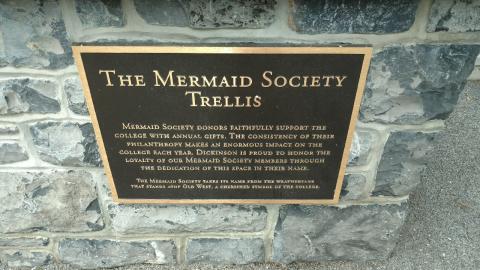 The Mermaid Society
Trellis
Mermaid Society donors faithfully support the
college with annual gifts. The consistency of their
philanthropy makes an enormous impact on the
college each year. Dickinson is proud to honor the
loyalty of our Mermaid Society members through
the dedication of this space in their name.
The Mermaid Society takes its name from the weathervane
that stands atop Old West, a cherished symbol of the college.